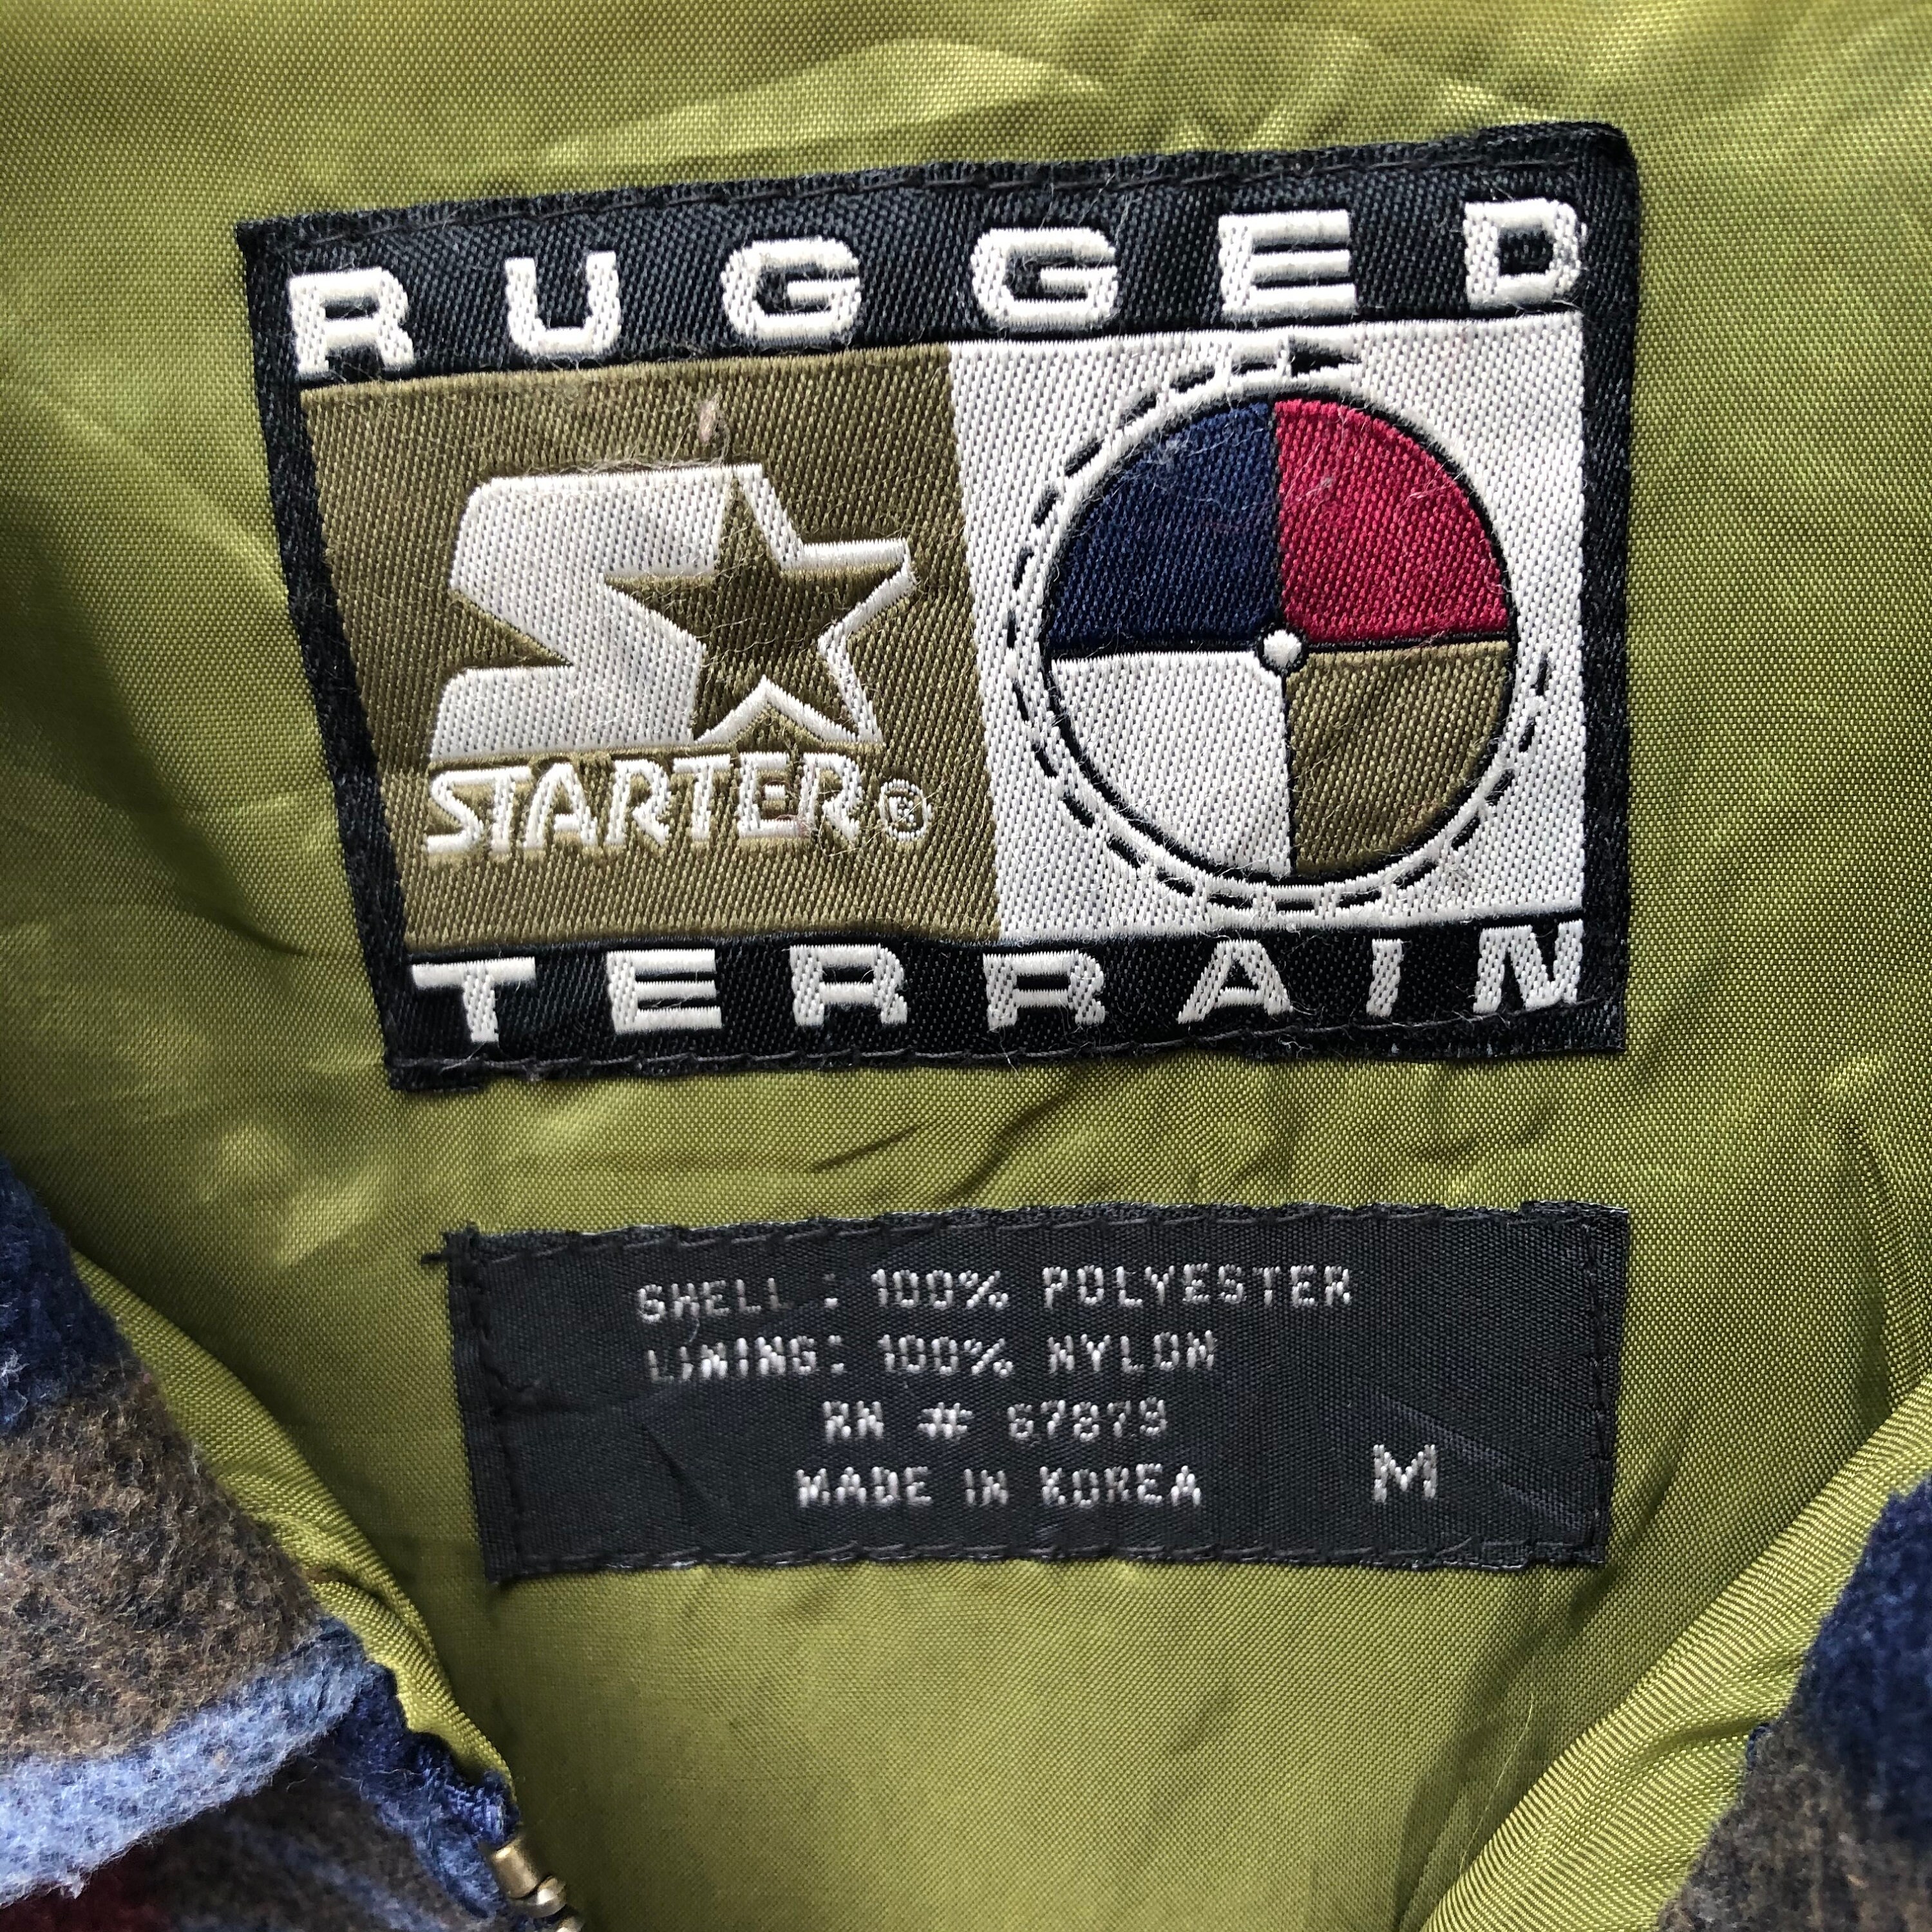 RUGGED
STARTER®
TERRAIN
SHELL : 100% POLYESTER
LINING: 100% NYLON
RN # 67879
MADE IN KOREA M